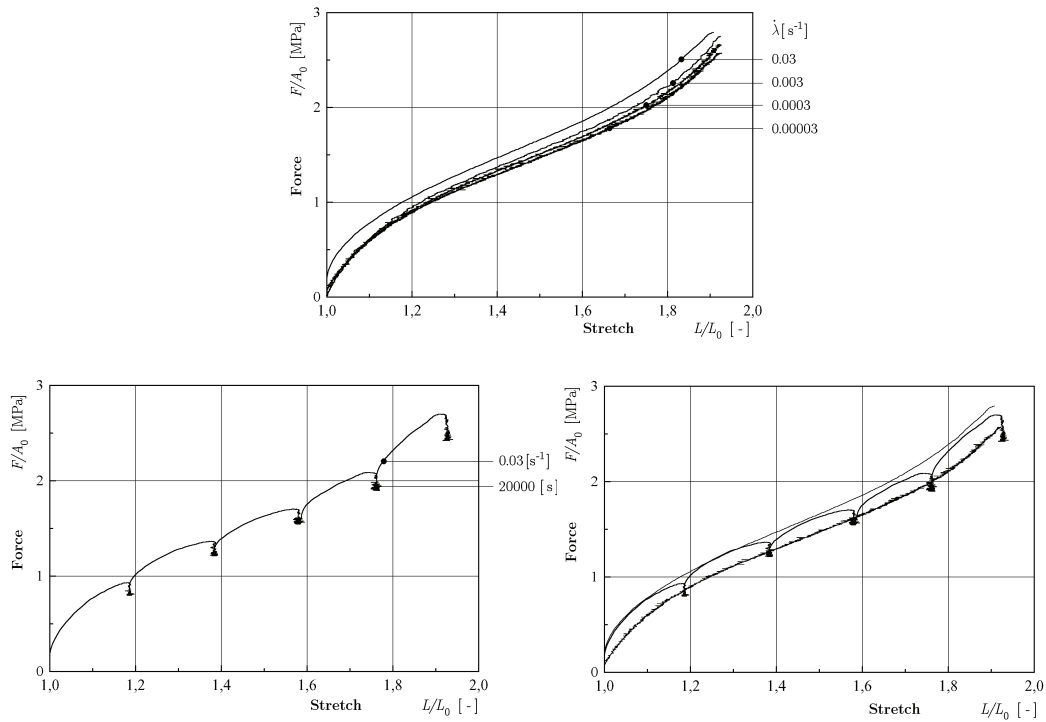 3
λ̇ [s⁻¹]
F/A₀ [MPa]
0.03
0.003
2
0.0003
0.00003
Force
1
0
1,0 1,2 1,4 1,6 1,8 2,0
Stretch L/L₀ [ - ]
3
F/A₀ [MPa]
0.03 [s⁻¹]
2
20000 [s]
Force
1
0
1,0 1,2 1,4 1,6 1,8 2,0
Stretch L/L₀ [ - ]
3
F/A₀ [MPa]
2
Force
1
0
1,0 1,2 1,4 1,6 1,8 2,0
Stretch L/L₀ [ - ]